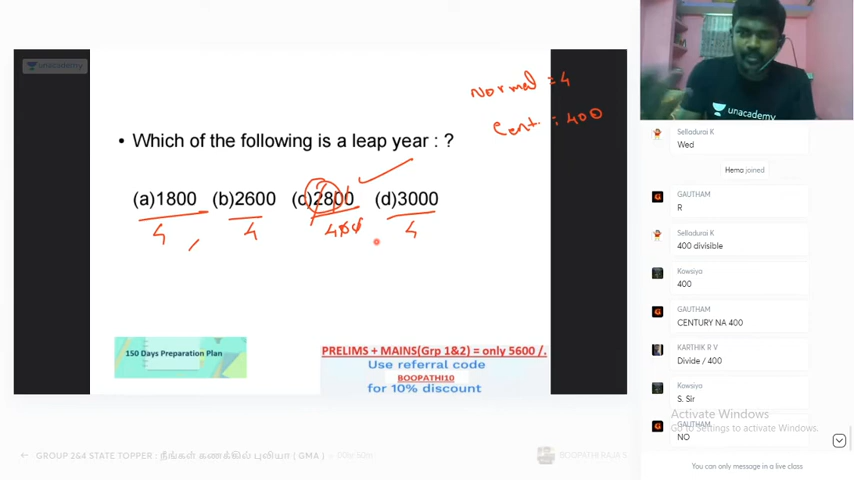 unacademy
Normal = 4
Cent. : 400
• Which of the following is a leap year : ?
(a)1800 (b)2600 (c)2800 (d)3000
4 , 4 400 4
150 Days Preparation Plan
PRELIMS + MAINS(Grp 1&2) = only 5600 /.
Use referral code
BOOPATHI10
for 10% discount
GROUP 2&4 STATE TOPPER : நீங்கள் கணக்கில் புலியா ( GMA )
BOOPATHI RAJA S
unacademy
Selladurai K
Wed
Hema joined
GAUTHAM
R
Selladurai K
400 divisible
Kowsiya
400
GAUTHAM
CENTURY NA 400
KARTHIK R V
Divide / 400
Kowsiya
S. Sir
GAUTHAM
NO
Activate Windows
Go to Settings to activate Windows.
You can only message in a live class